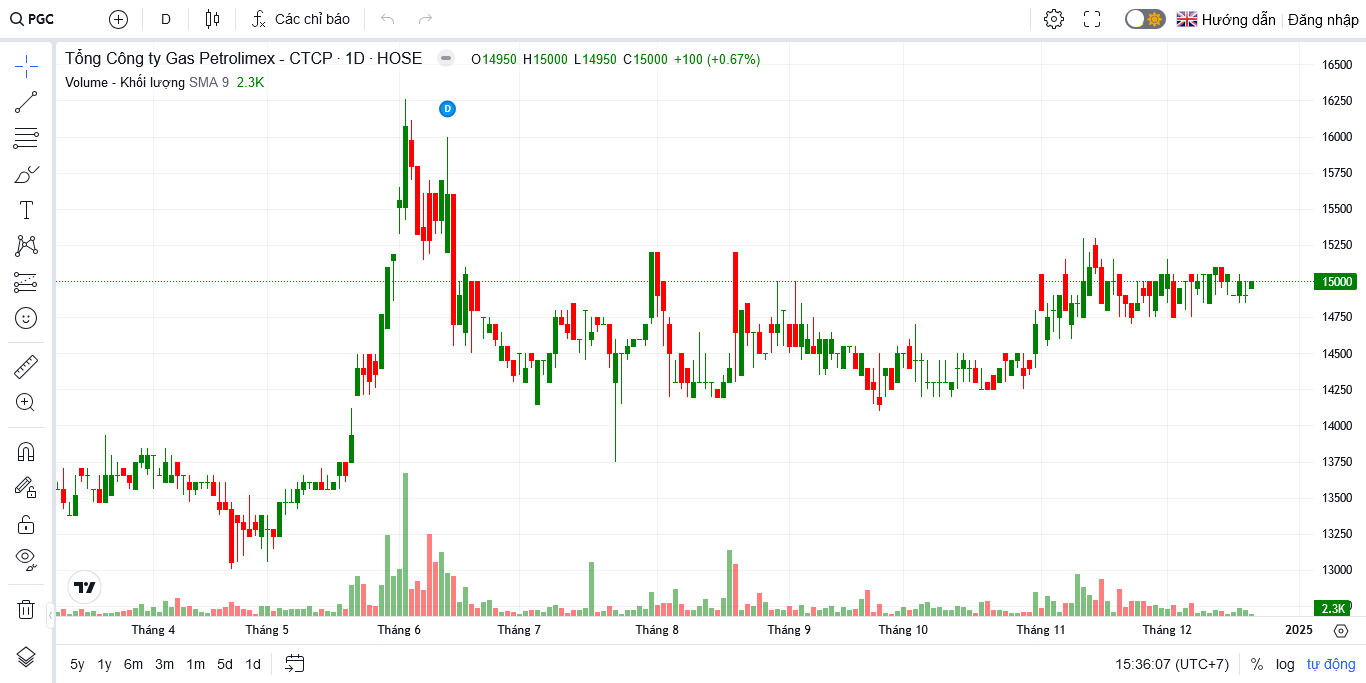 PGC D Các chỉ báo Hướng dẫn Đăng nhập
Tổng Công ty Gas Petrolimex - CTCP · 1D · HOSE O14950 H15000 L14950 C15000 +100 (+0.67%)
Volume - Khối lượng SMA 9 2.3K
D
16500
16250
16000
15750
15500
15250
15000
14750
14500
14250
14000
13750
13500
13250
13000
2.3K
Tháng 4 Tháng 5 Tháng 6 Tháng 7 Tháng 8 Tháng 9 Tháng 10 Tháng 11 Tháng 12 2025
5y 1y 6m 3m 1m 5d 1d 15:36:07 (UTC+7) % log tự động